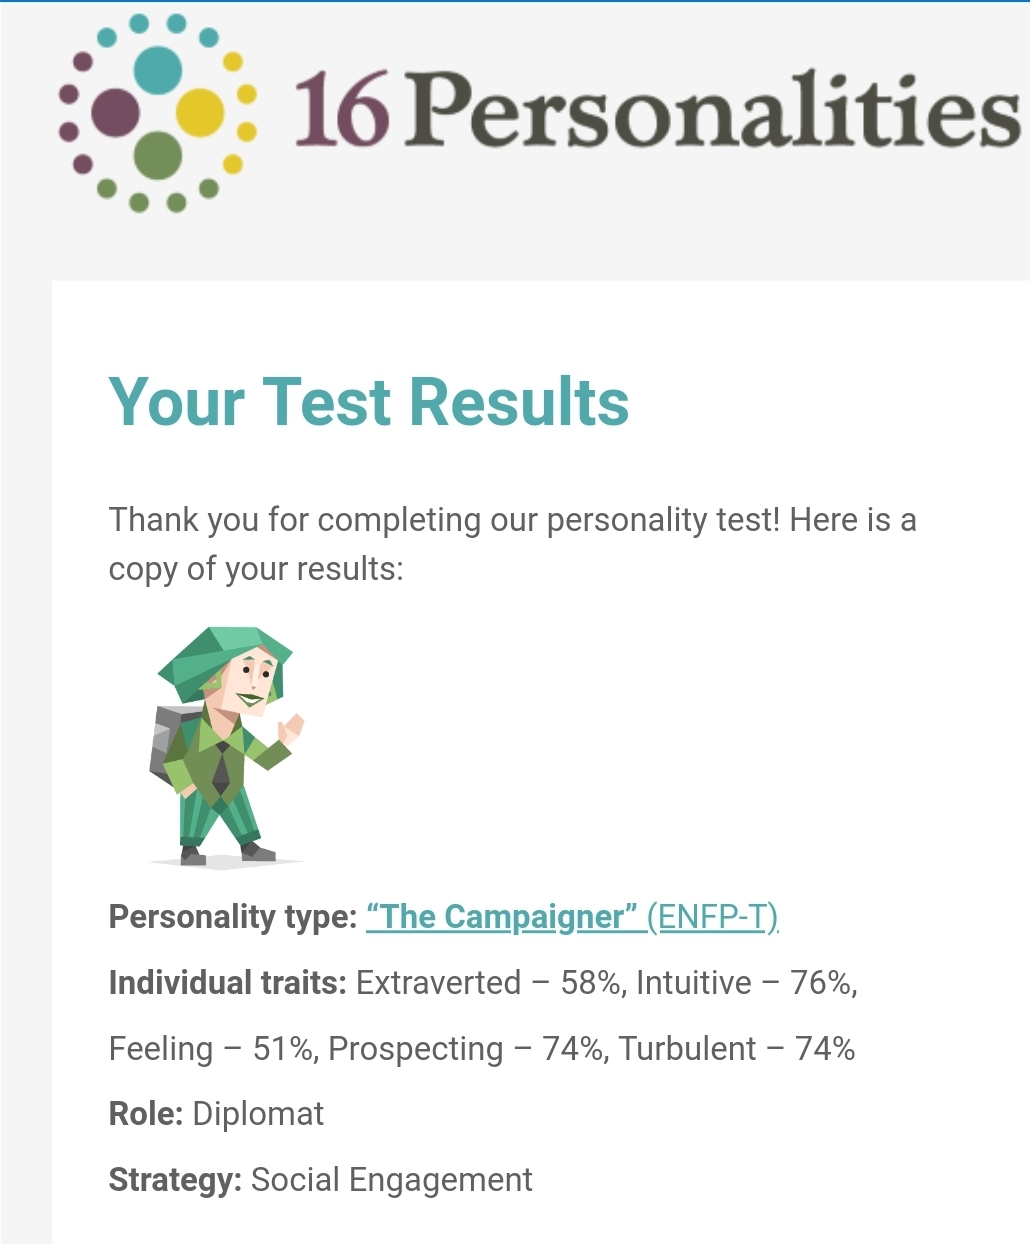 16 Personalities
Your Test Results
Thank you for completing our personality test! Here is a
copy of your results:
Personality type: “The Campaigner” (ENFP-T)
Individual traits: Extraverted – 58%, Intuitive – 76%,
Feeling – 51%, Prospecting – 74%, Turbulent – 74%
Role: Diplomat
Strategy: Social Engagement